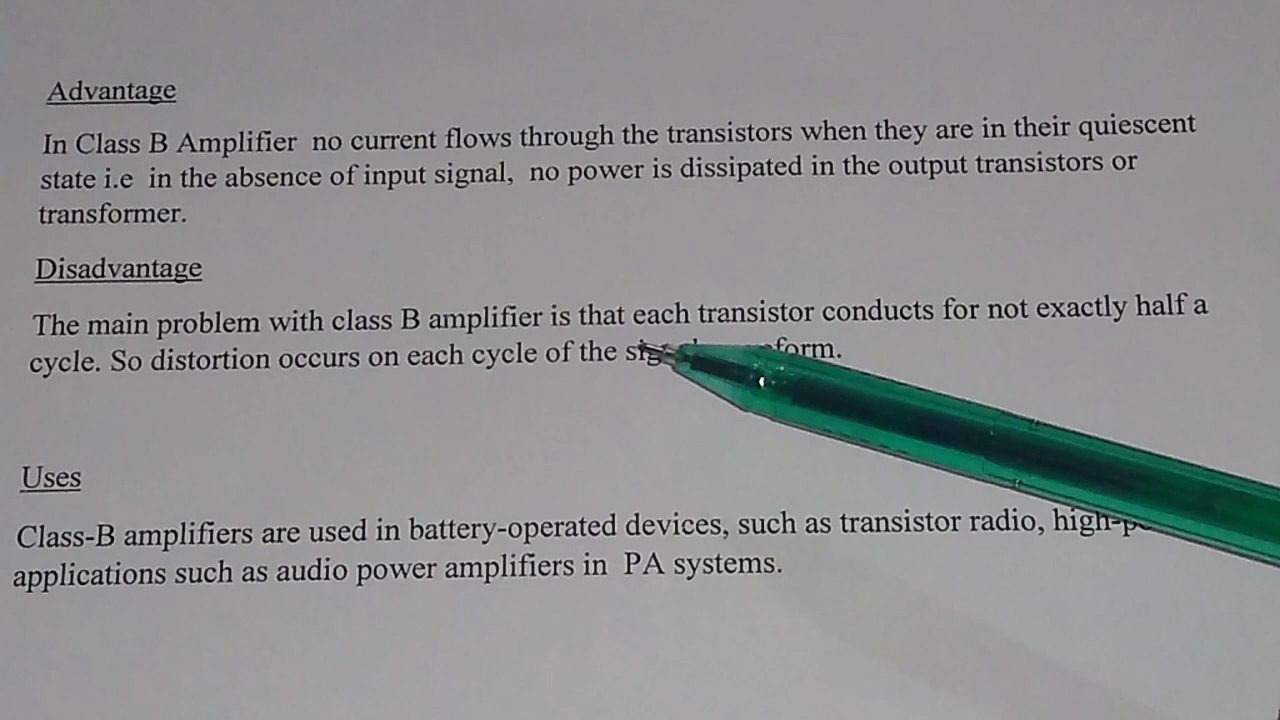 Advantage
In Class B Amplifier no current flows through the transistors when they are in their quiescent
state i.e in the absence of input signal, no power is dissipated in the output transistors or
transformer.
Disadvantage
The main problem with class B amplifier is that each transistor conducts for not exactly half a
cycle. So distortion occurs on each cycle of the
Uses
Class-B amplifiers are used in battery-operated devices, such as transistor radio,
applications such as audio power amplifiers in PA systems.